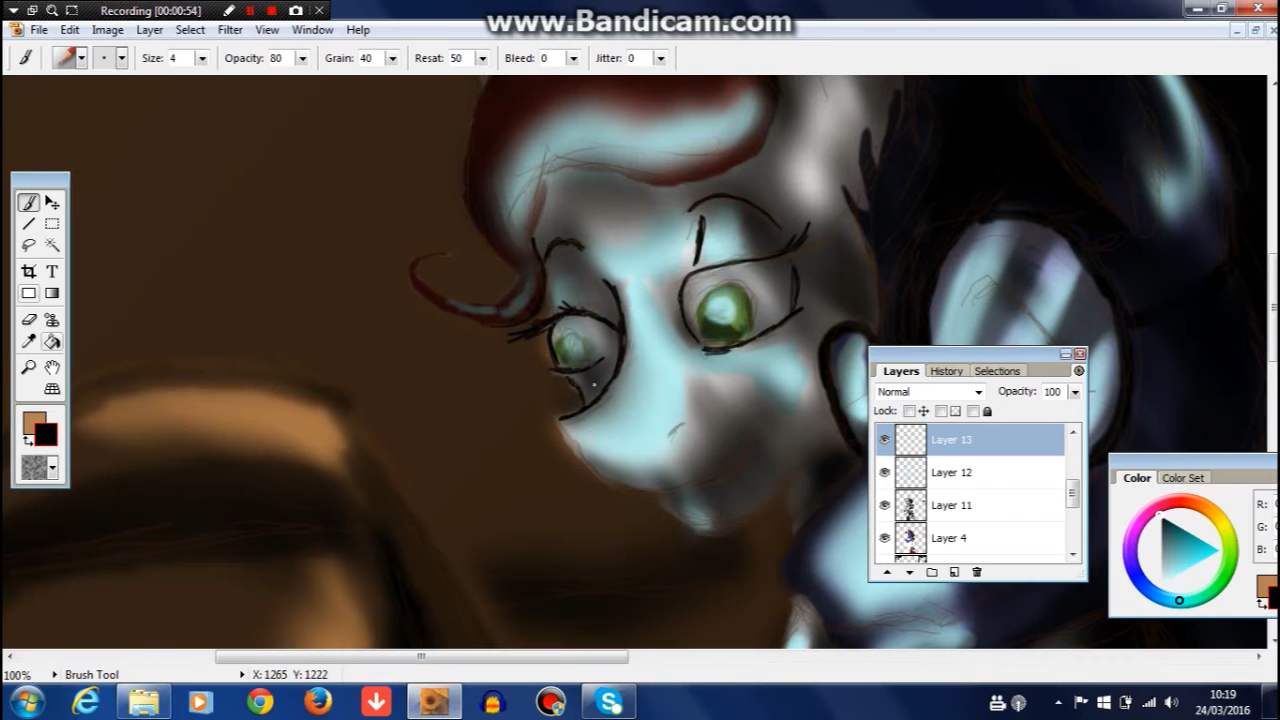 Recording [00:00:54]
www.Bandicam.com
File Edit Image Layer Select Filter View Window Help
Size: 4 Opacity: 80 Grain: 40 Resat: 50 Bleed: 0 Jitter: 0
Layers History Selections
Normal Opacity: 100
Lock:
Layer 13
Layer 12
Layer 11
Layer 4
Color Color Set
R:
G:
B:
100% Brush Tool X: 1265 Y: 1222
10:19
24/03/2016